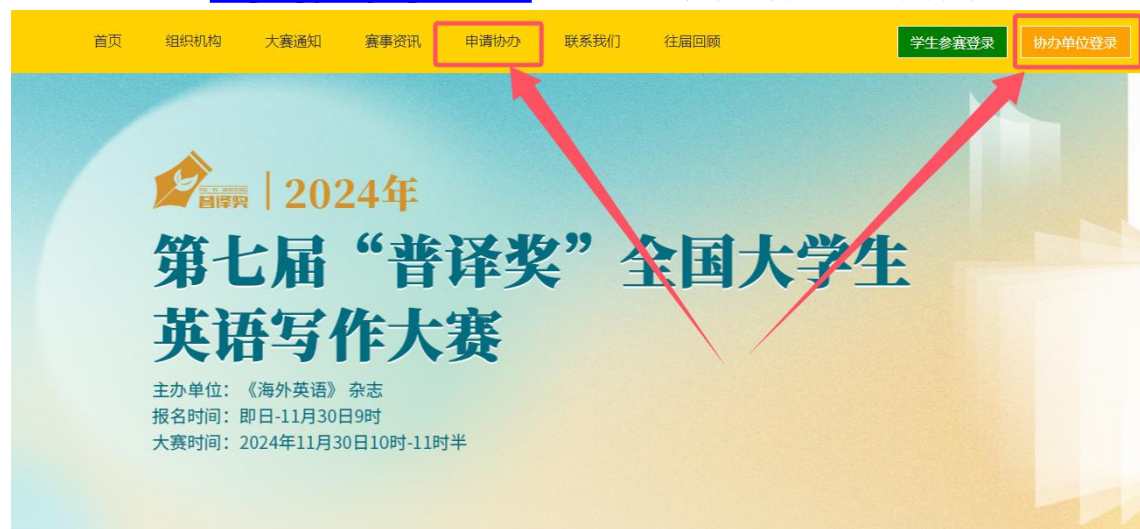 首页 组织机构 大赛通知 赛事资讯 申请协办 联系我们 往届回顾 学生参赛登录 协办单位登录
普译奖
2024年
第七届“普译奖”全国大学生
英语写作大赛
主办单位：《海外英语》 杂志
报名时间：即日-11月30日9时
大赛时间：2024年11月30日10时-11时半